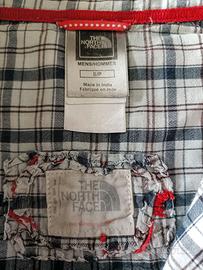 THE
NORTH
FACE
MENS/HOMMES
S/P
Made in India
Fabriqué en Inde
THE
NORTH
FACE